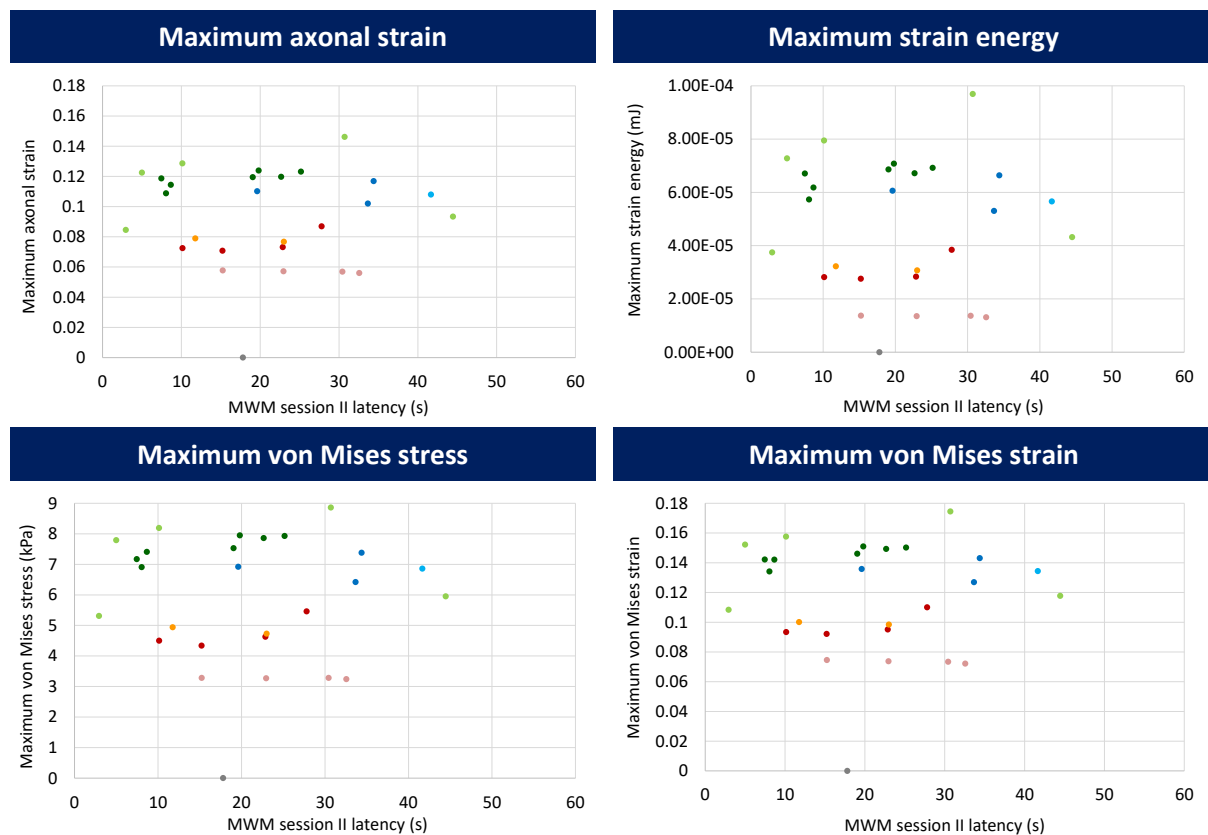 Maximum axonal strain
Maximum strain energy
Maximum axonal strain
0.18
0.16
0.14
0.12
0.1
0.08
0.06
0.04
0.02
0
0 10 20 30 40 50 60
MWM session II latency (s)
Maximum strain energy (mJ)
1.00E-04
8.00E-05
6.00E-05
4.00E-05
2.00E-05
0.00E+00
0 10 20 30 40 50 60
MWM session II latency (s)
Maximum von Mises stress
Maximum von Mises strain
Maximum von Mises stress (kPa)
9
8
7
6
5
4
3
2
1
0
0 10 20 30 40 50 60
MWM session II latency (s)
Maximum von Mises strain
0.18
0.16
0.14
0.12
0.1
0.08
0.06
0.04
0.02
0
0 10 20 30 40 50 60
MWM session II latency (s)